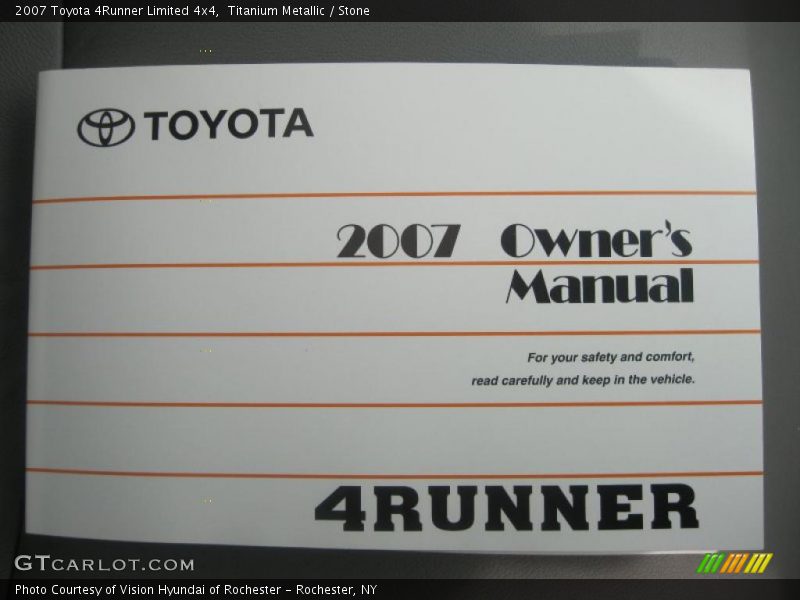 2007 Toyota 4Runner Limited 4x4,  Titanium Metallic / Stone
TOYOTA
2007 Owner's
Manual
For your safety and comfort,
read carefully and keep in the vehicle.
4RUNNER
GTCARLOT.COM
Photo Courtesy of Vision Hyundai of Rochester - Rochester, NY